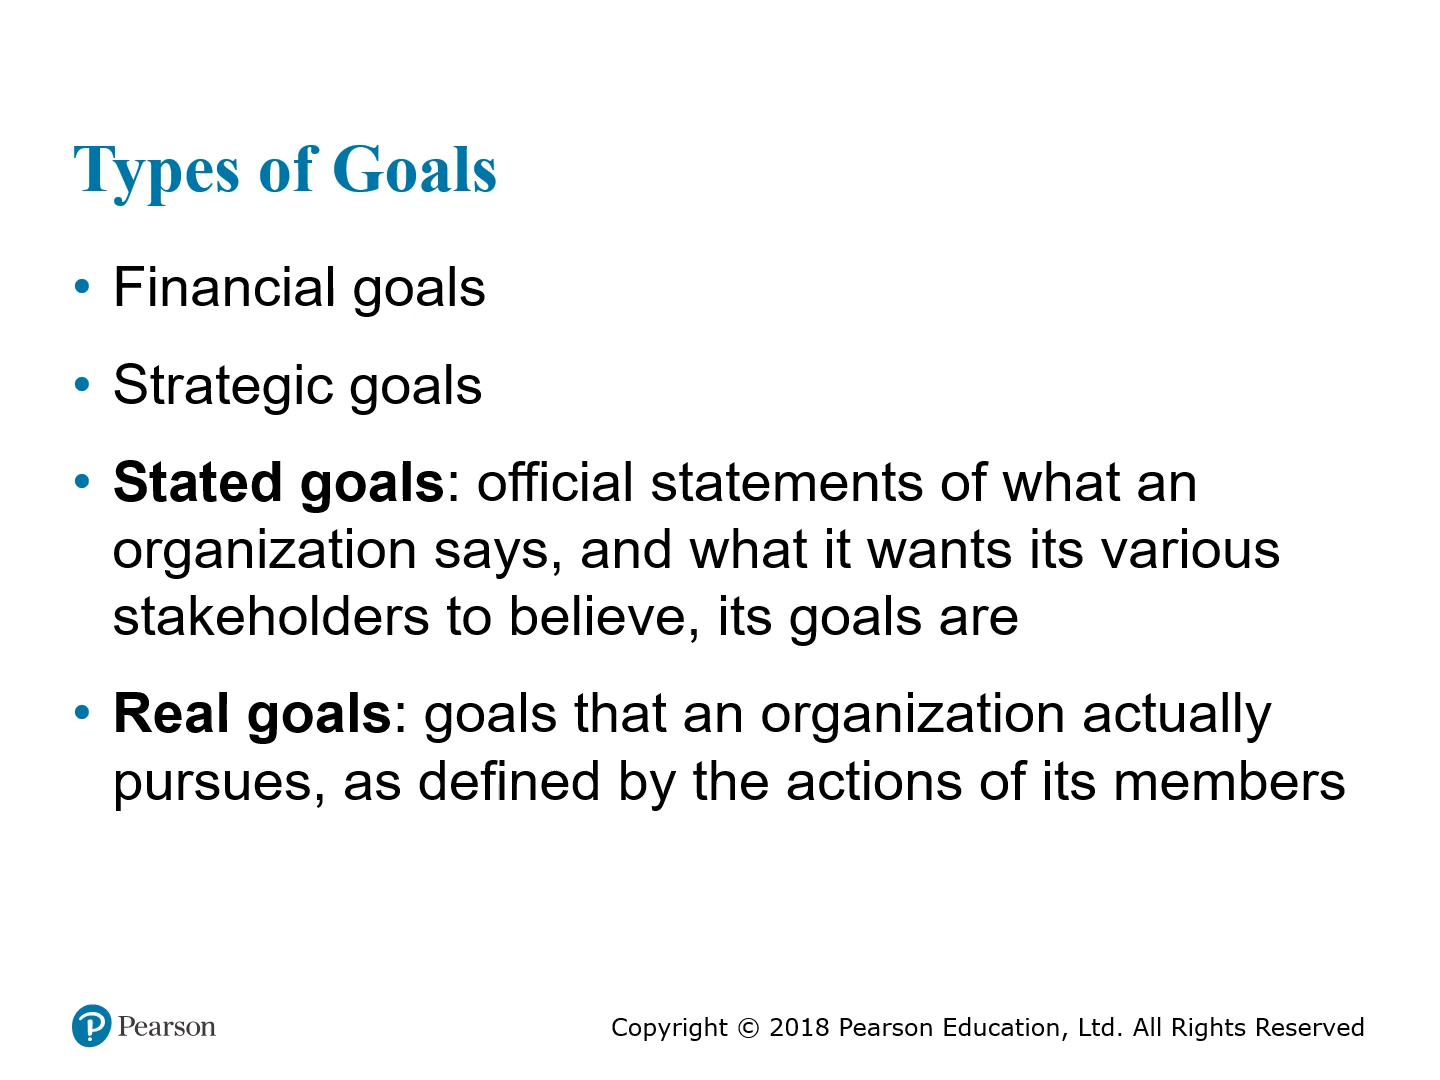 Types of Goals
• Financial goals
• Strategic goals
• Stated goals: official statements of what an
organization says, and what it wants its various
stakeholders to believe, its goals are
• Real goals: goals that an organization actually
pursues, as defined by the actions of its members
Pearson
Copyright © 2018 Pearson Education, Ltd. All Rights Reserved